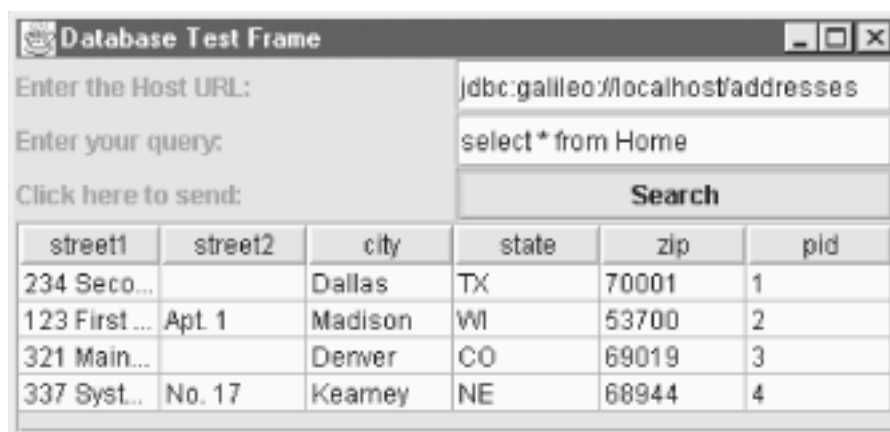 Database Test Frame
Enter the Host URL: jdbc:galileo://localhost/addresses
Enter your query: select * from Home
Click here to send: Search
street1 street2 city state zip pid
234 Seco... Dallas TX 70001 1
123 First ... Apt. 1 Madison WI 53700 2
321 Main... Denver CO 69019 3
337 Syst... No. 17 Kearney NE 68944 4